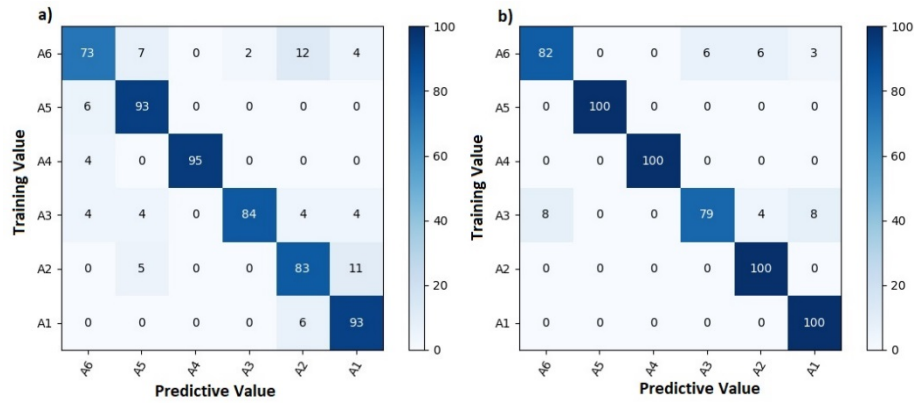 a)
100
A6 73 7 0 2 12 4
80
A5 6 93 0 0 0 0
A4 4 0 95 0 0 0
60
Training Value
A3 4 4 0 84 4 4
40
A2 0 5 0 0 83 11
20
A1 0 0 0 0 6 93
0
A6 A5 A4 A3 A2 A1
Predictive Value
b)
100
A6 82 0 0 6 6 3
80
A5 0 100 0 0 0 0
A4 0 0 100 0 0 0
60
Training Value
A3 8 0 0 79 4 8
40
A2 0 0 0 0 100 0
20
A1 0 0 0 0 0 100
0
A6 A5 A4 A3 A2 A1
Predictive Value